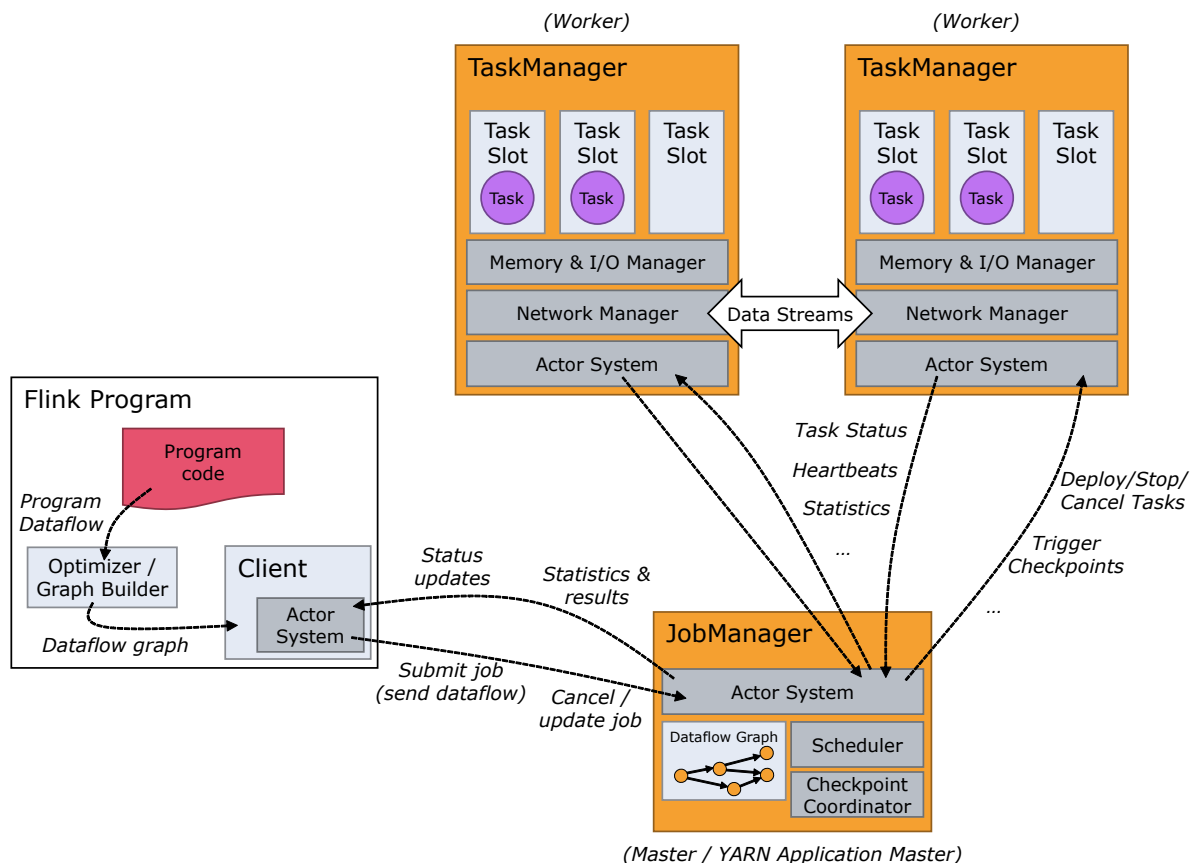 (Worker)
(Worker)
TaskManager
TaskManager
Task
Slot
Task
Task
Slot
Task
Task
Slot
Task
Slot
Task
Task
Slot
Task
Task
Slot
Memory & I/O Manager
Memory & I/O Manager
Network Manager
Data Streams
Network Manager
Actor System
Actor System
Flink Program
Program
code
Program
Dataflow
Optimizer /
Graph Builder
Dataflow graph
Client
Actor
System
Status
updates
Statistics &
results
Submit job
(send dataflow)
Cancel /
update job
Task Status
Heartbeats
Statistics
...
Deploy/Stop/
Cancel Tasks
Trigger
Checkpoints
...
JobManager
Actor System
Dataflow Graph
Scheduler
Checkpoint
Coordinator
(Master / YARN Application Master)